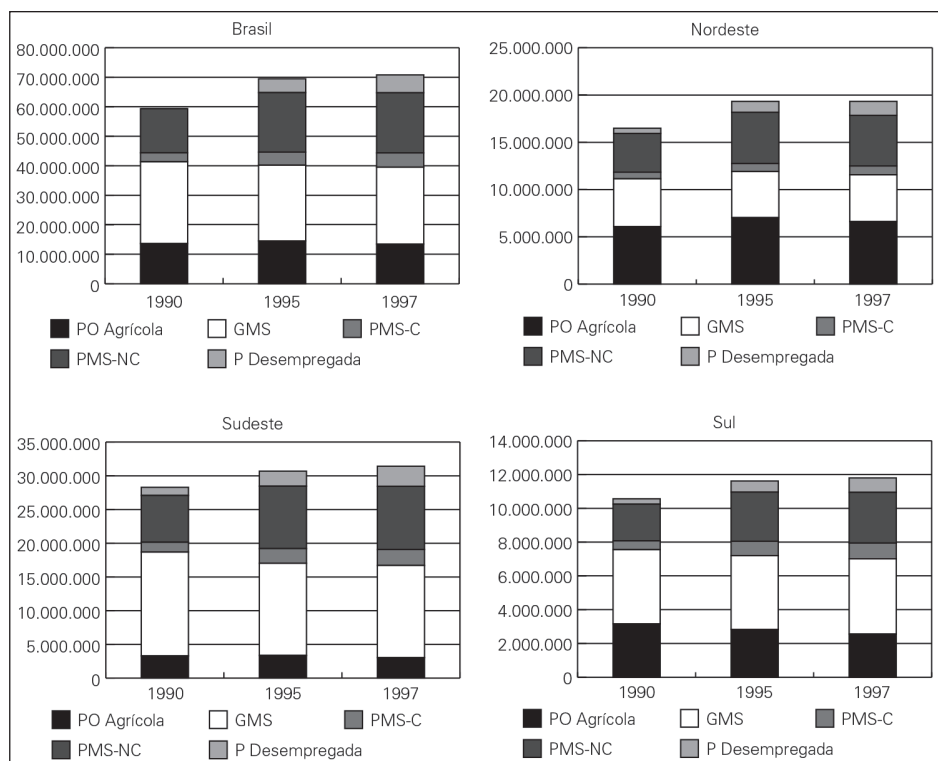 Brasil
80.000.000
70.000.000
60.000.000
50.000.000
40.000.000
30.000.000
20.000.000
10.000.000
0
1990 1995 1997
PO Agrícola GMS PMS-C
PMS-NC P Desempregada
Nordeste
25.000.000
20.000.000
15.000.000
10.000.000
5.000.000
0
1990 1995 1997
PO Agrícola GMS PMS-C
PMS-NC P Desempregada
Sudeste
35.000.000
30.000.000
25.000.000
20.000.000
15.000.000
10.000.000
5.000.000
0
1990 1995 1997
PO Agrícola GMS PMS-C
PMS-NC P Desempregada
Sul
14.000.000
12.000.000
10.000.000
8.000.000
6.000.000
4.000.000
2.000.000
0
1990 1995 1997
PO Agrícola GMS PMS-C
PMS-NC P Desempregada